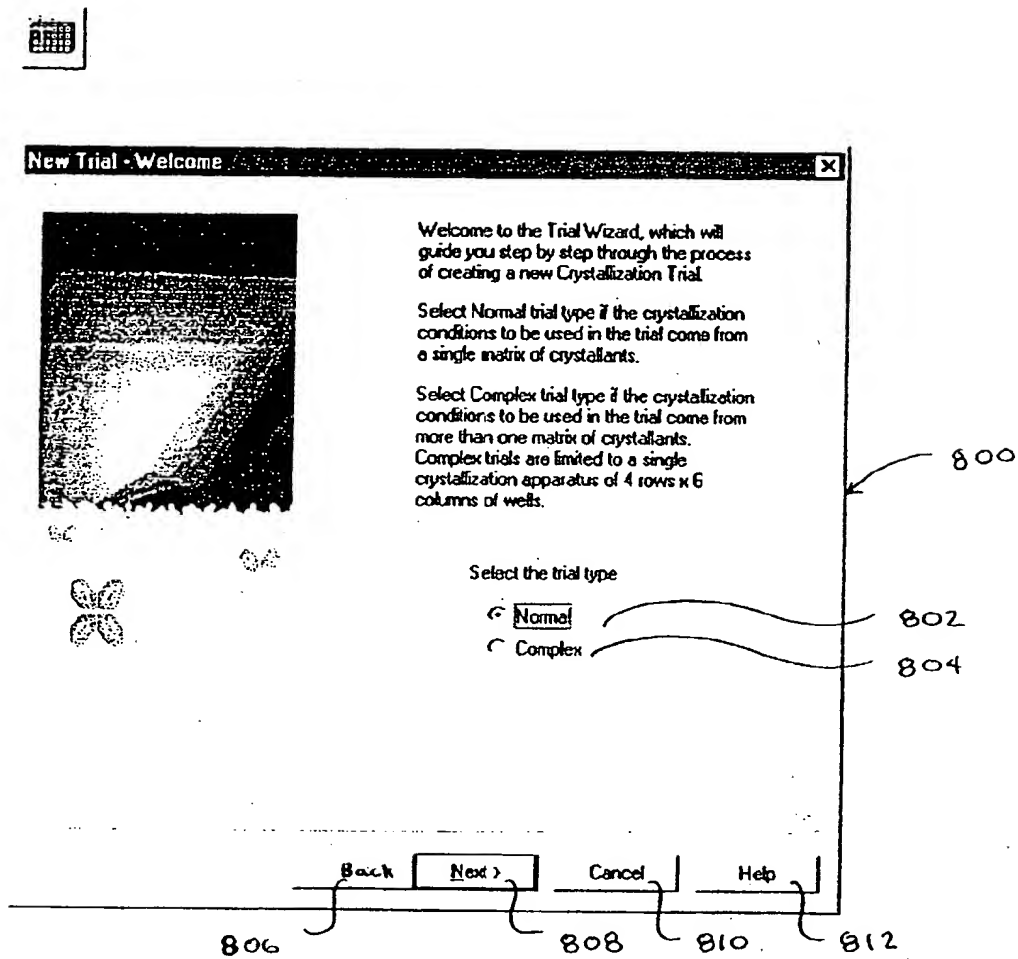 New Trial - Welcome
Welcome to the Trial Wizard, which will
guide you step by step through the process
of creating a new Crystallization Trial
Select Normal trial type if the crystallization
conditions to be used in the trial come from
a single matrix of crystallants.
Select Complex trial type if the crystallization
conditions to be used in the trial come from
more than one matrix of crystallants.
Complex trials are limited to a single
crystallization apparatus of 4 rows x 6
columns of wells.
800
Select the trial type
Normal
802
Complex
804
Back
Next >
Cancel
Help
806
808
810
812